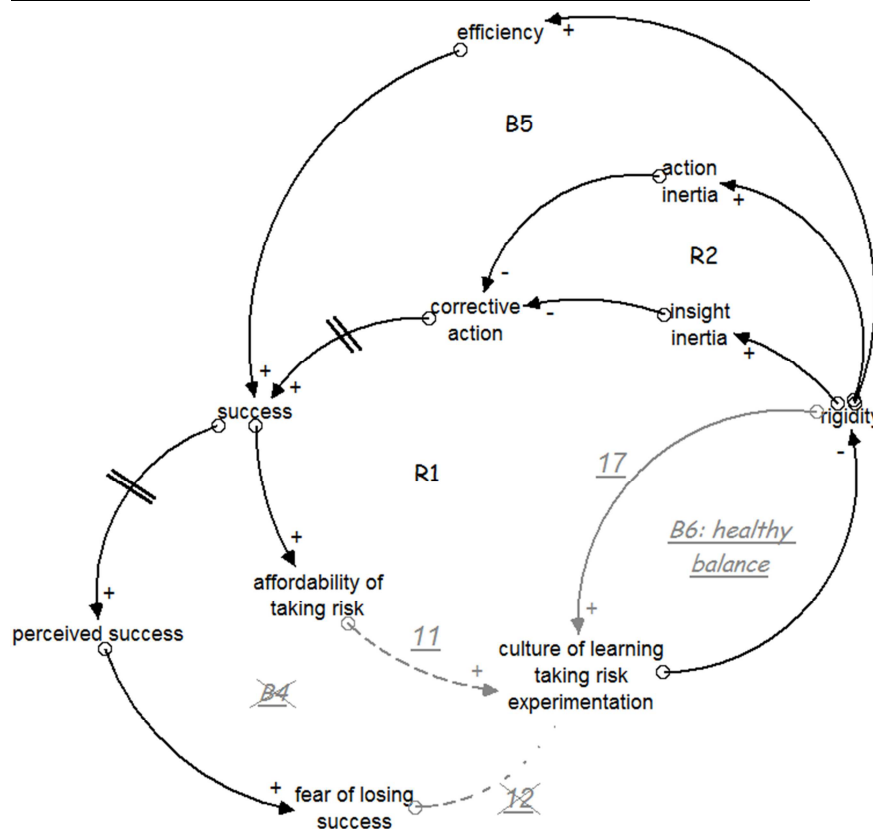 efficiency
+
B5
action
inertia
+
R2
-
corrective
action
-
insight
inertia
+
+
+
success
rigidity
-
R1
17
B6: healthy
balance
+
affordability of
taking risk
+
+
perceived success
11
+
culture of learning
taking risk
experimentation
B4
+
fear of losing
success
12